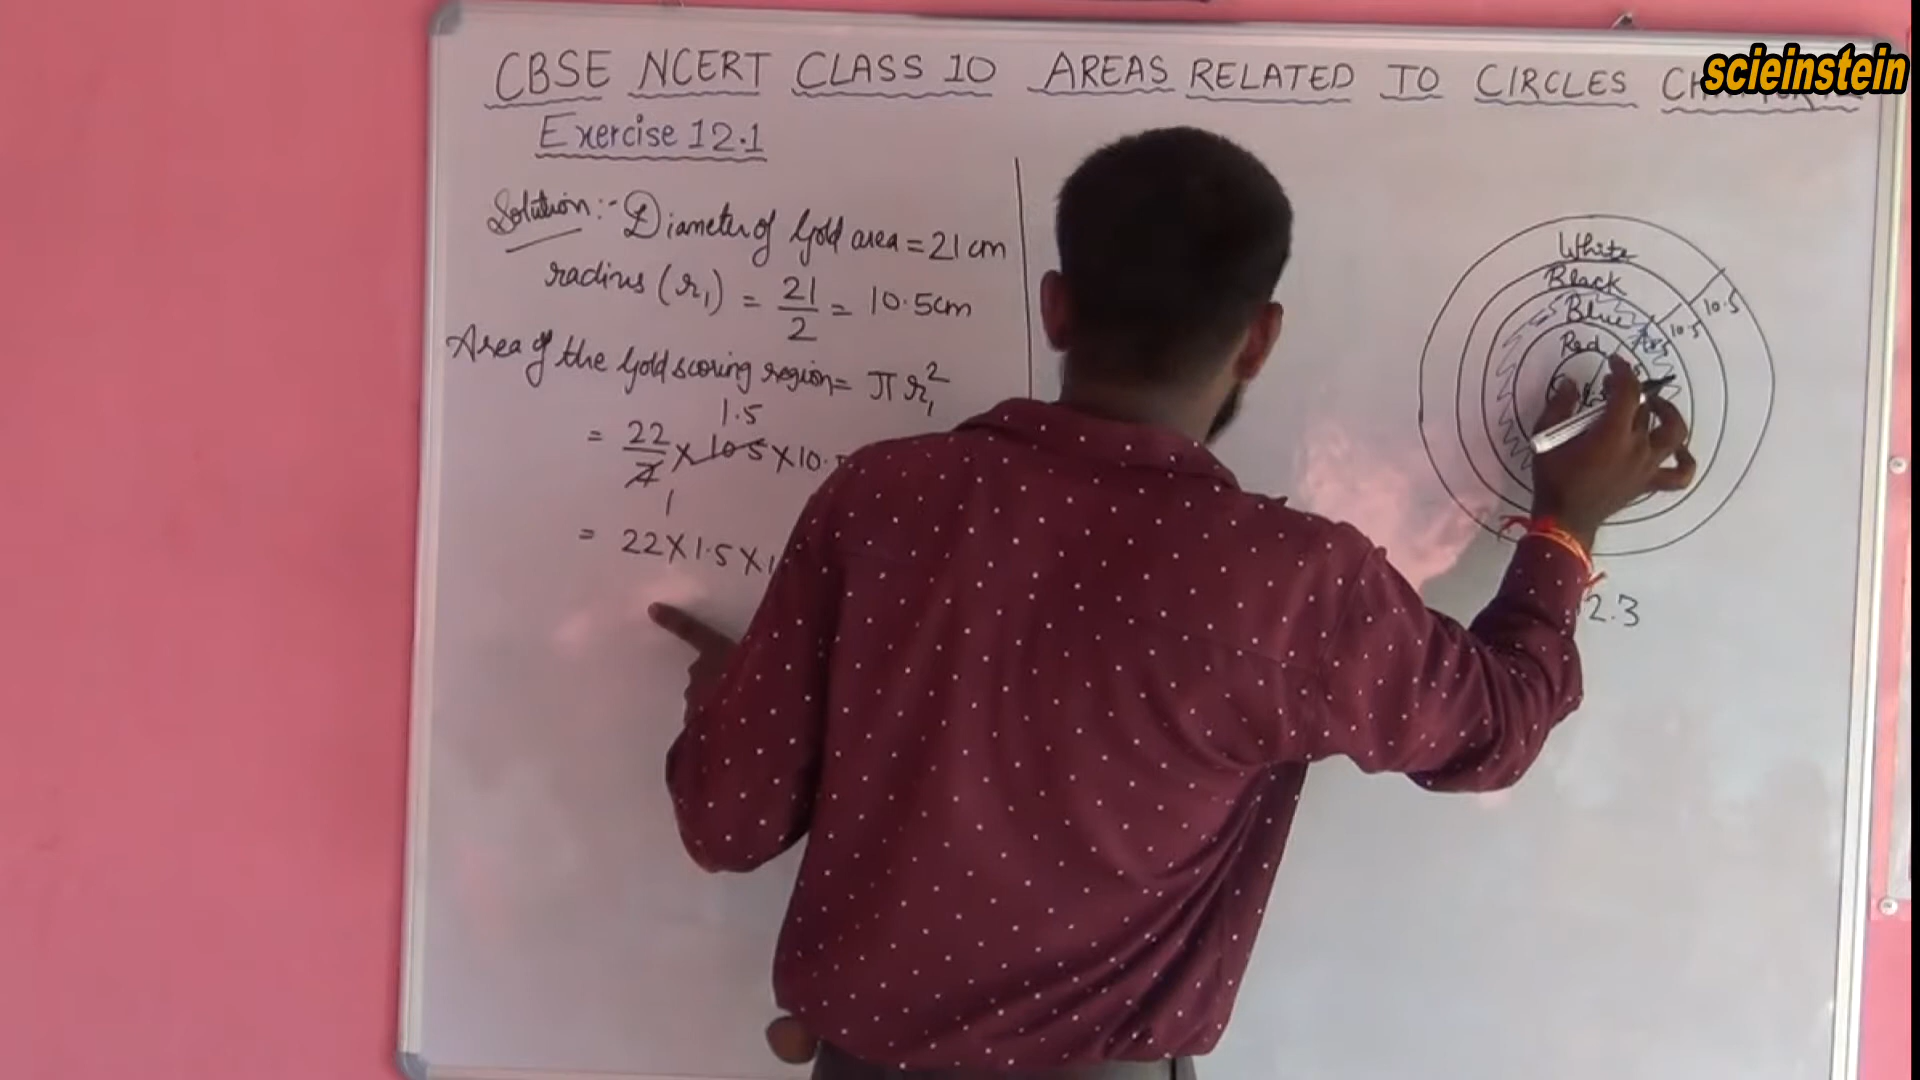 CBSE NCERT CLASS 10 AREAS RELATED TO CIRCLES
scieinstein
Exercise 12.1
Solution:- Diameter of Gold area = 21 cm
radius (r₁) = 21/2 = 10.5cm
Area of the Gold scoring region = π r₁²
1.5
= 22/7 × 10.5 × 10.
1
= 22 × 1.5 × 1
White
Black
Blue
Red
10.5
10.5
2.3